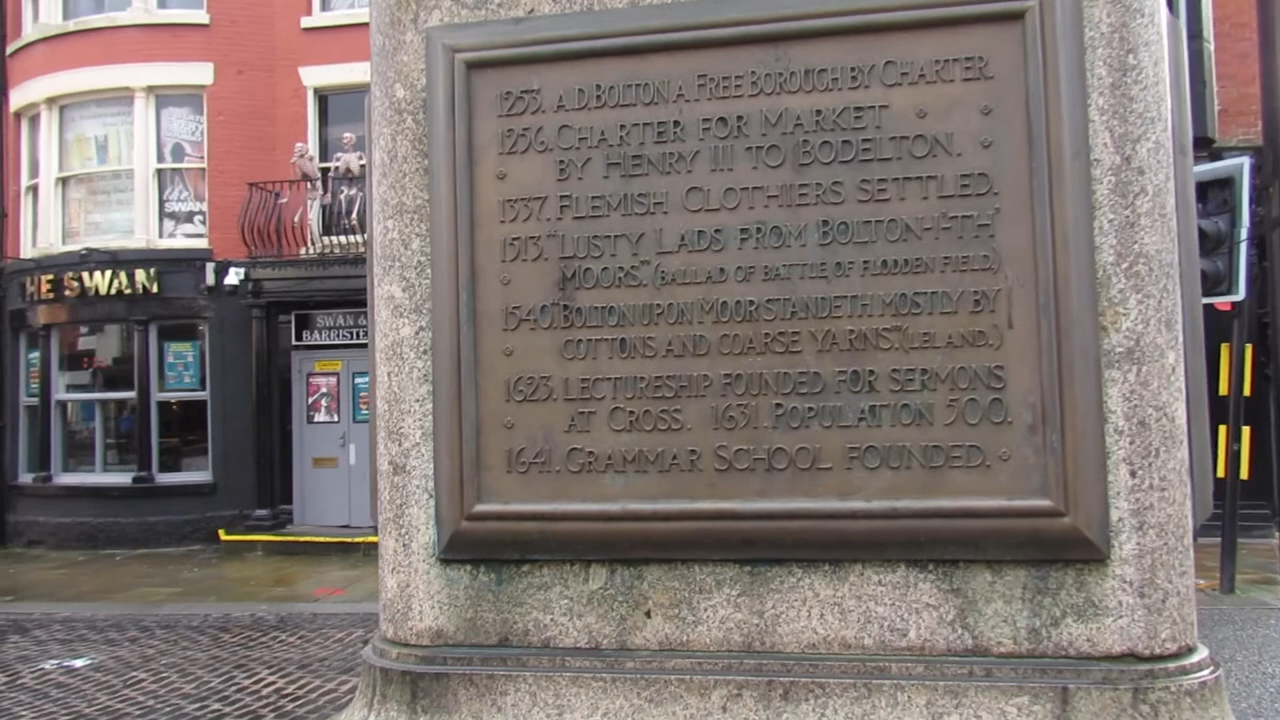 1253. A.D. BOLTON A FREE BOROUGH BY CHARTER.
1256. CHARTER FOR MARKET
BY HENRY III TO BODELTON.
1337. FLEMISH CLOTHIERS SETTLED.
1513. "LUSTY LADS FROM BOLTON-I'-TH'
MOORS." (BALLAD OF BATTLE OF FLODDEN FIELD,)
1540. "BOLTON UPON MOOR STANDETH MOSTLY BY
COTTONS AND COARSE YARNS." (LELAND.)
1623. LECTURESHIP FOUNDED FOR SERMONS
AT CROSS. 1631. POPULATION 500.
1641. GRAMMAR SCHOOL FOUNDED.
HE SWAN
SWAN &
BARRISTE
the
SWAN